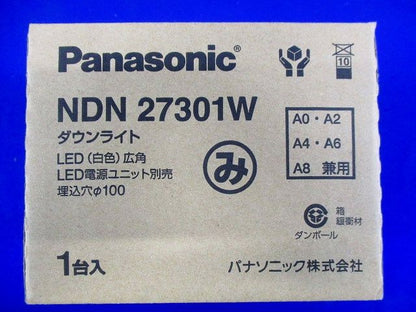 Panasonic®
10
NDN 27301W
ダウンライト
LED（白色）広角
LED電源ユニット別売
埋込穴φ100
み
A0・A2
A4・A6
A8 兼用
箱
緩衝材
ダンボール
1台入
パナソニック株式会社